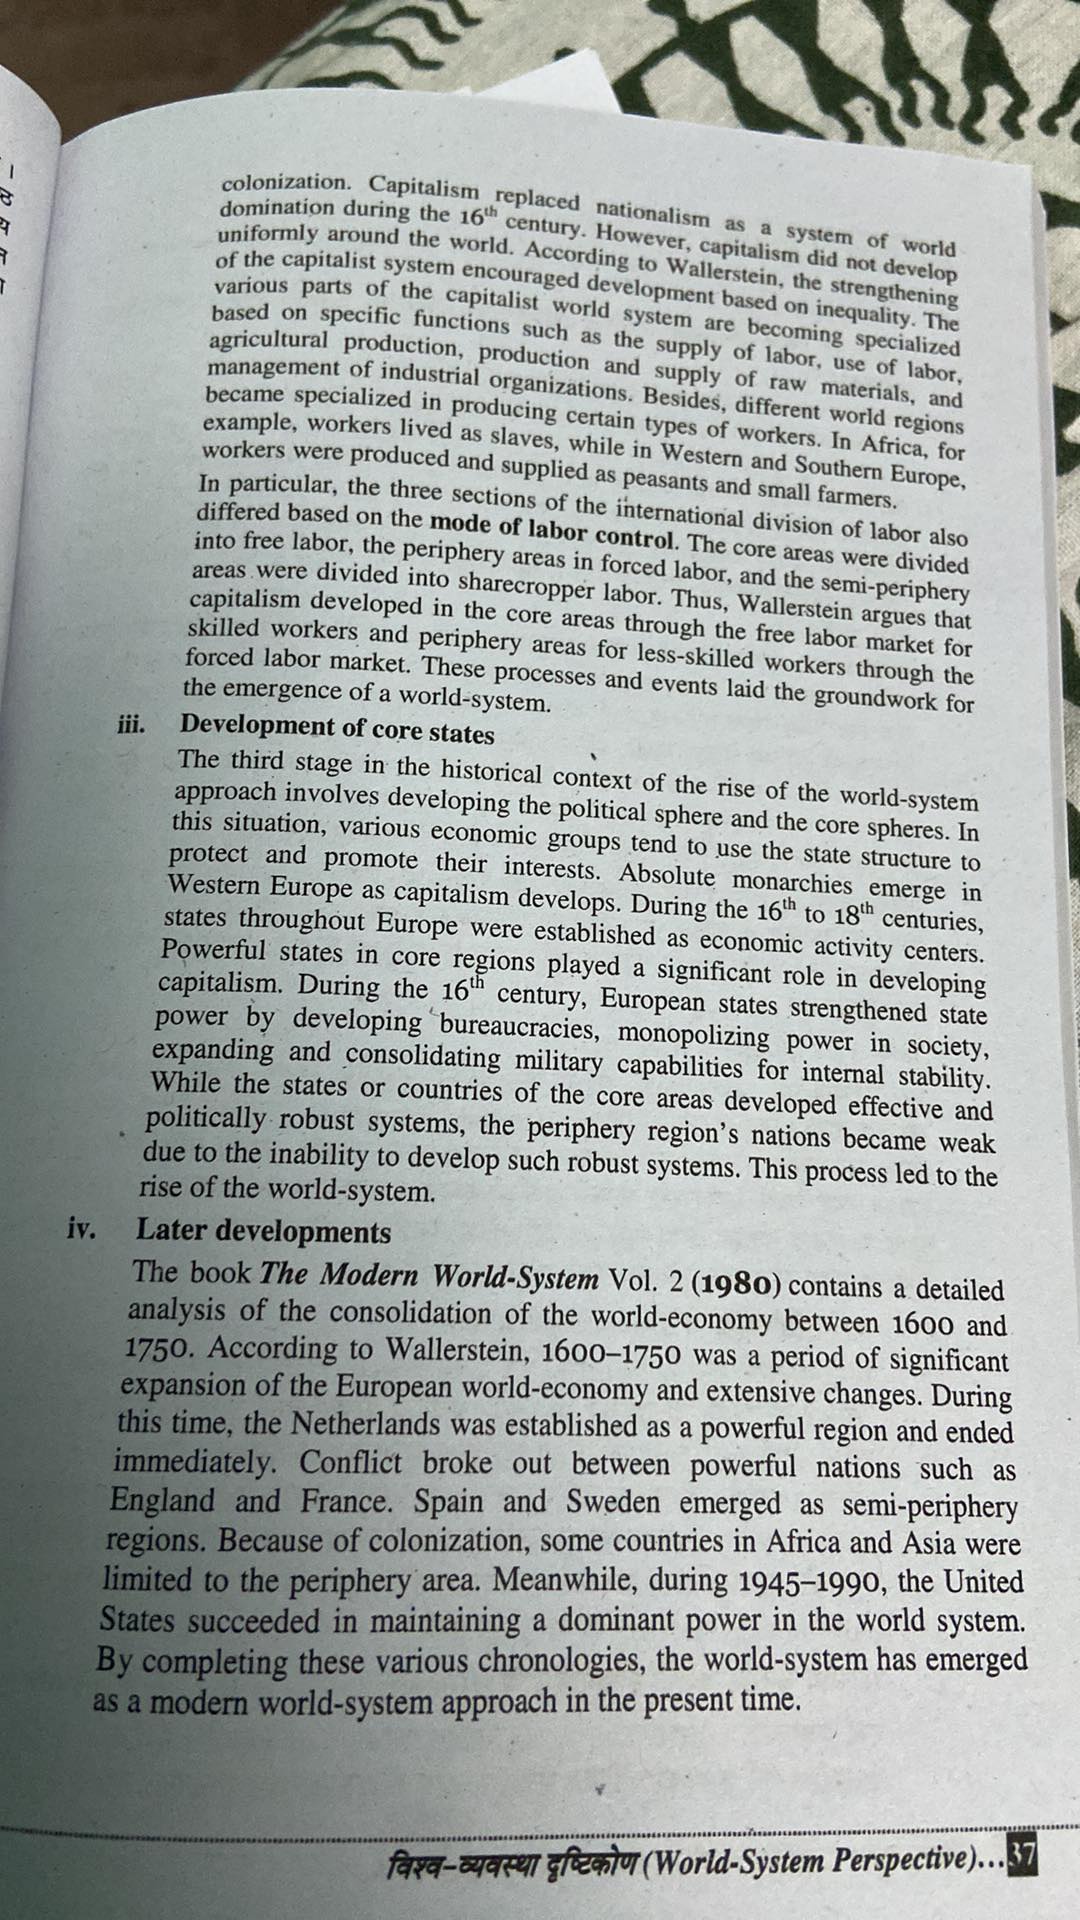 colonization. Capitalism replaced nationalism as a system of world
domination during the 16th century. However, capitalism did not develop
uniformly around the world. According to Wallerstein, the strengthening
of the capitalist system encouraged development based on inequality. The
various parts of the capitalist world system are becoming specialized
based on specific functions such as the supply of labor, use of labor,
agricultural production, production and supply of raw materials, and
management of industrial organizations. Besides, different world regions
became specialized in producing certain types of workers. In Africa, for
example, workers lived as slaves, while in Western and Southern Europe,
workers were produced and supplied as peasants and small farmers.
In particular, the three sections of the international division of labor also
differed based on the mode of labor control. The core areas were divided
into free labor, the periphery areas in forced labor, and the semi-periphery
areas were divided into sharecropper labor. Thus, Wallerstein argues that
capitalism developed in the core areas through the free labor market for
skilled workers and periphery areas for less-skilled workers through the
forced labor market. These processes and events laid the groundwork for
the emergence of a world-system.
iii. Development of core states
The third stage in the historical context of the rise of the world-system
approach involves developing the political sphere and the core spheres. In
this situation, various economic groups tend to use the state structure to
protect and promote their interests. Absolute monarchies emerge in
Western Europe as capitalism develops. During the 16th to 18th centuries,
states throughout Europe were established as economic activity centers.
Powerful states in core regions played a significant role in developing
capitalism. During the 16th century, European states strengthened state
power by developing bureaucracies, monopolizing power in society,
expanding and consolidating military capabilities for internal stability.
While the states or countries of the core areas developed effective and
politically robust systems, the periphery region's nations became weak
due to the inability to develop such robust systems. This process led to the
rise of the world-system.
iv. Later developments
The book The Modern World-System Vol. 2 (1980) contains a detailed
analysis of the consolidation of the world-economy between 1600 and
1750. According to Wallerstein, 1600–1750 was a period of significant
expansion of the European world-economy and extensive changes. During
this time, the Netherlands was established as a powerful region and ended
immediately. Conflict broke out between powerful nations such as
England and France. Spain and Sweden emerged as semi-periphery
regions. Because of colonization, some countries in Africa and Asia were
limited to the periphery area. Meanwhile, during 1945–1990, the United
States succeeded in maintaining a dominant power in the world system.
By completing these various chronologies, the world-system has emerged
as a modern world-system approach in the present time.
विश्व-व्यवस्था दृष्टिकोण (World-System Perspective)...37